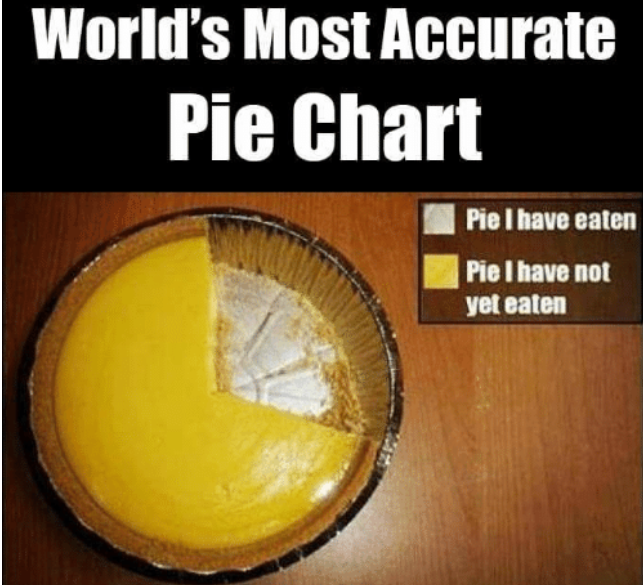 World's Most Accurate
Pie Chart
Pie I have eaten
Pie I have not
yet eaten